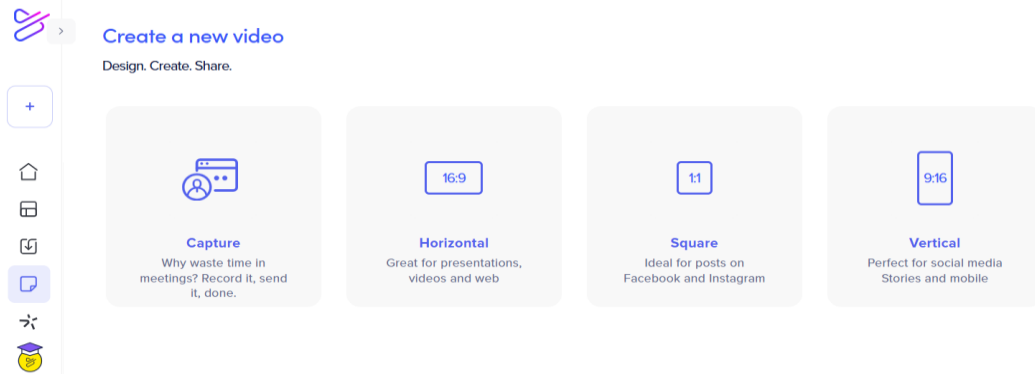 Create a new video
Design. Create. Share.
+
16:9
1:1
9:16
Capture
Why waste time in
meetings? Record it, send
it, done.
Horizontal
Great for presentations,
videos and web
Square
Ideal for posts on
Facebook and Instagram
Vertical
Perfect for social media
Stories and mobile